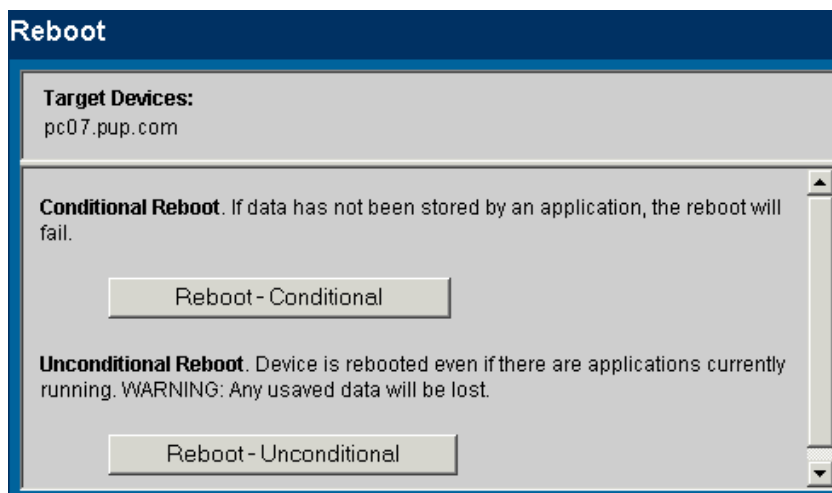 Reboot
Target Devices:
pc07.pup.com
Conditional Reboot. If data has not been stored by an application, the reboot will
fail.
Reboot - Conditional
Unconditional Reboot. Device is rebooted even if there are applications currently
running. WARNING: Any usaved data will be lost.
Reboot - Unconditional